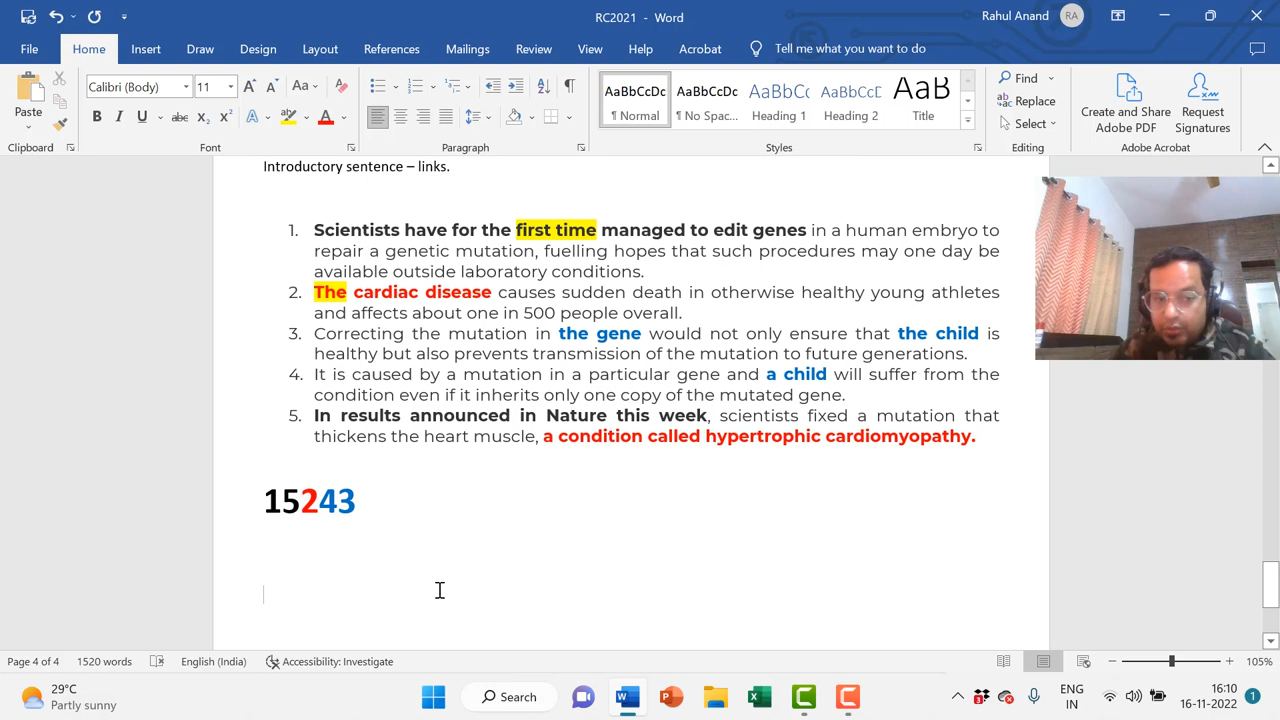 RC2021 - Word
Rahul Anand RA
File Home Insert Draw Design Layout References Mailings Review View Help Acrobat Tell me what you want to do
Paste
Calibri (Body) 11
AaBbCcDc AaBbCcDc AaBbCc AaBbCcD AaB
¶ Normal ¶ No Spac... Heading Heading 2 Title
Find
Replace
Select
Create and Share Adobe PDF
Request Signatures
Clipboard Font Paragraph Styles Editing Adobe Acrobat
Introductory sentence – links.
1. Scientists have for the first time managed to edit genes in a human embryo to
repair a genetic mutation, fuelling hopes that such procedures may one day be
available outside laboratory conditions.
2. The cardiac disease causes sudden death in otherwise healthy young athletes
and affects about one in 500 people overall.
3. Correcting the mutation in the gene would not only ensure that the child is
healthy but also prevents transmission of the mutation to future generations.
4. It is caused by a mutation in a particular gene and a child will suffer from the
condition even if it inherits only one copy of the mutated gene.
5. In results announced in Nature this week, scientists fixed a mutation that
thickens the heart muscle, a condition called hypertrophic cardiomyopathy.
15243
Page 4 of 4 1520 words English (India) Accessibility: Investigate 105%
29°C
Partly sunny
Search
ENG
IN
16:10
16-11-2022
1